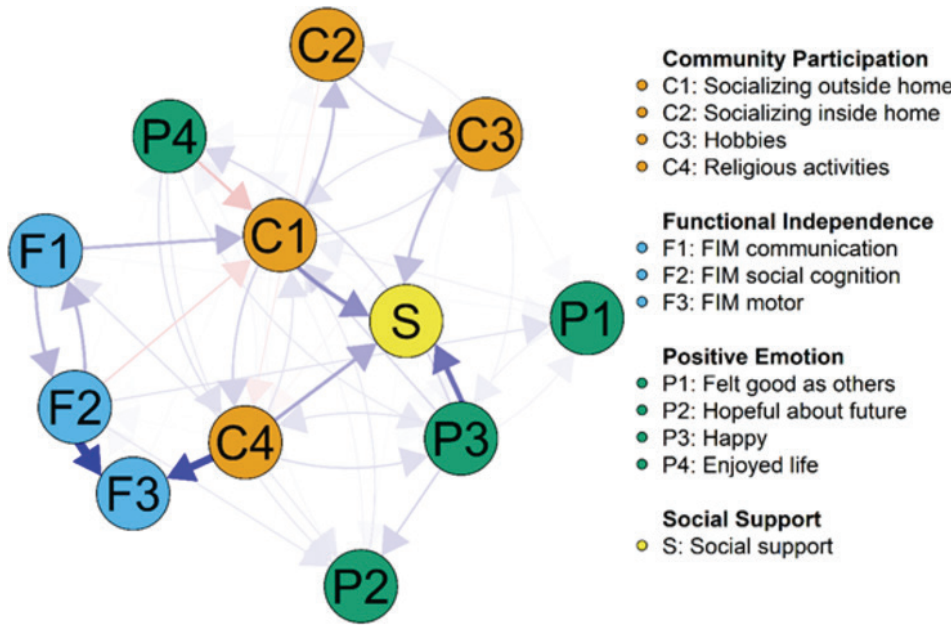 C2
C3
P4
C1
F1
S
P1
F2
C4
P3
F3
P2
Community Participation
C1: Socializing outside home
C2: Socializing inside home
C3: Hobbies
C4: Religious activities
Functional Independence
F1: FIM communication
F2: FIM social cognition
F3: FIM motor
Positive Emotion
P1: Felt good as others
P2: Hopeful about future
P3: Happy
P4: Enjoyed life
Social Support
S: Social support